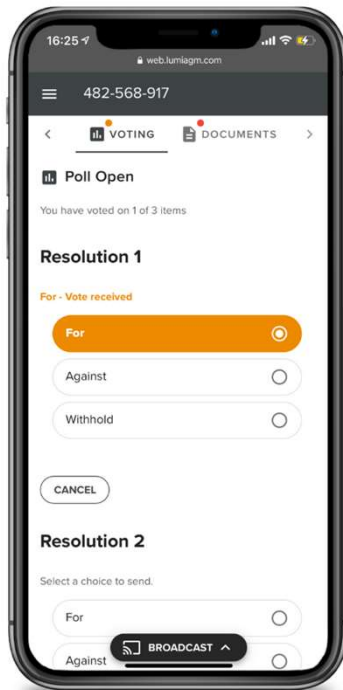 16:25
web.lumiagm.com
482-568-917
VOTING
DOCUMENTS
Poll Open
You have voted on 1 of 3 items
Resolution 1
For - Vote received
For
Against
Withhold
CANCEL
Resolution 2
Select a choice to send.
For
BROADCAST
Against